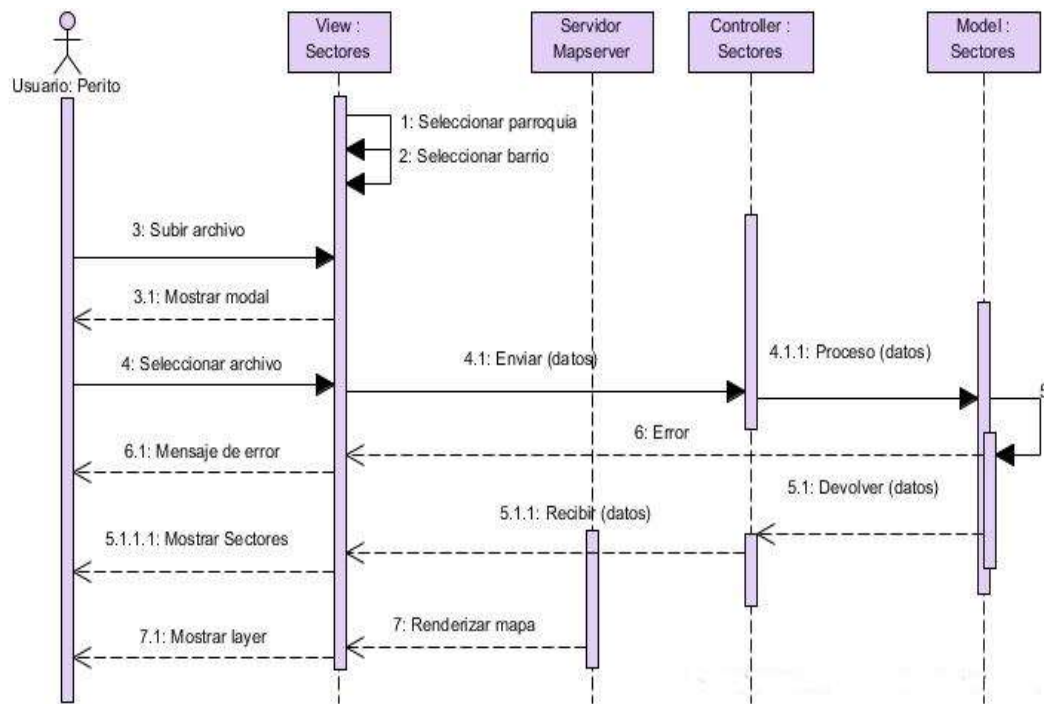 View :
Sectores
Servidor
Mapserver
Controller :
Sectores
Model :
Sectores
Usuario: Perito
1: Seleccionar parroquia
2: Seleccionar barrio
3: Subir archivo
3.1: Mostrar modal
4: Seleccionar archivo
4.1: Enviar (datos)
4.1.1: Proceso (datos)
6: Error
6.1: Mensaje de error
5.1: Devolver (datos)
5.1.1: Recibir (datos)
5.1.1.1: Mostrar Sectores
7: Renderizar mapa
7.1: Mostrar layer